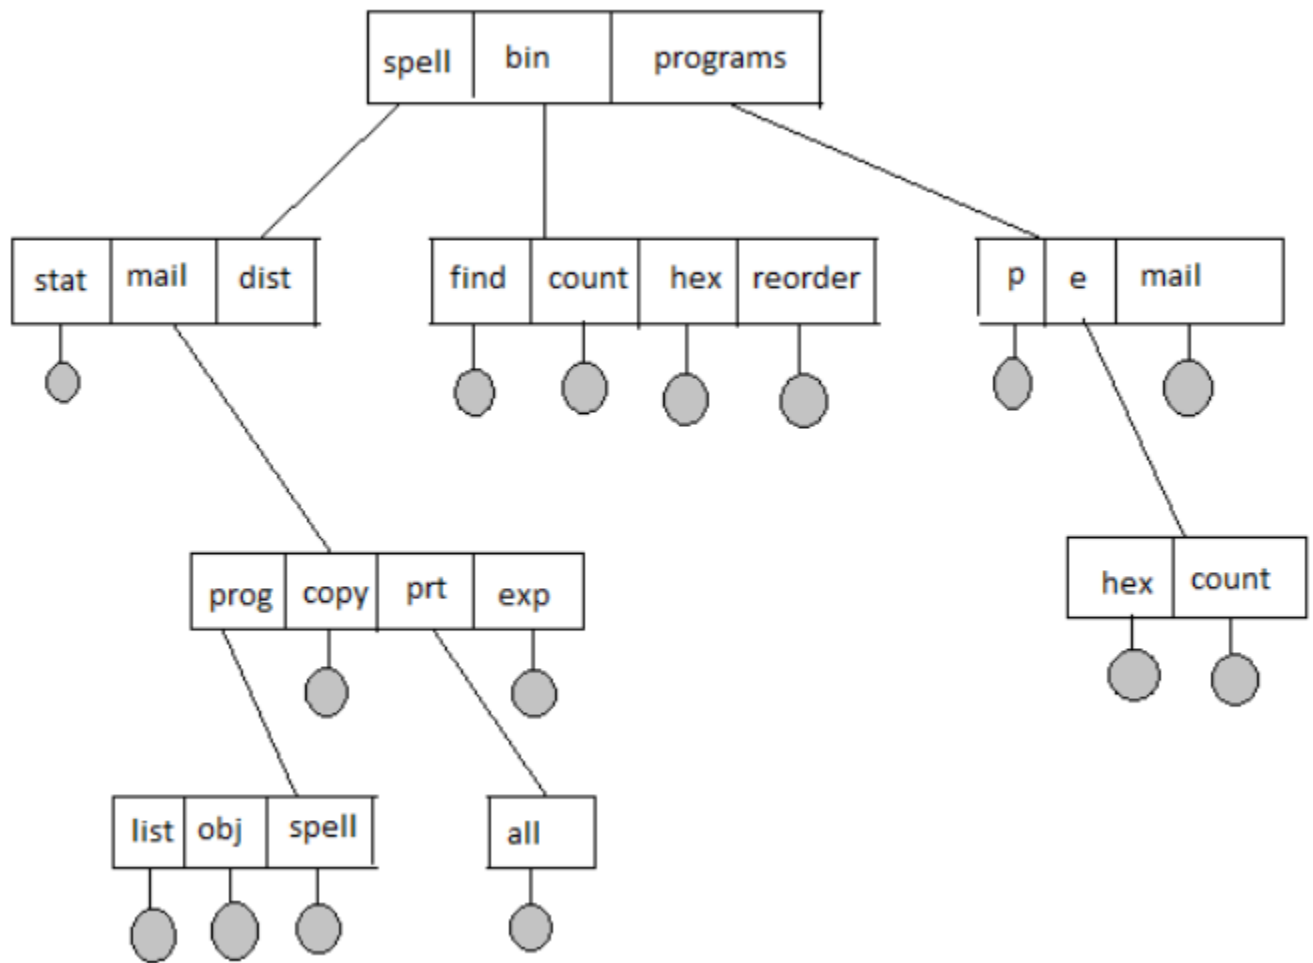 spell bin programs
stat mail dist find count hex reorder p e mail
prog copy prt exp hex count
list obj spell all